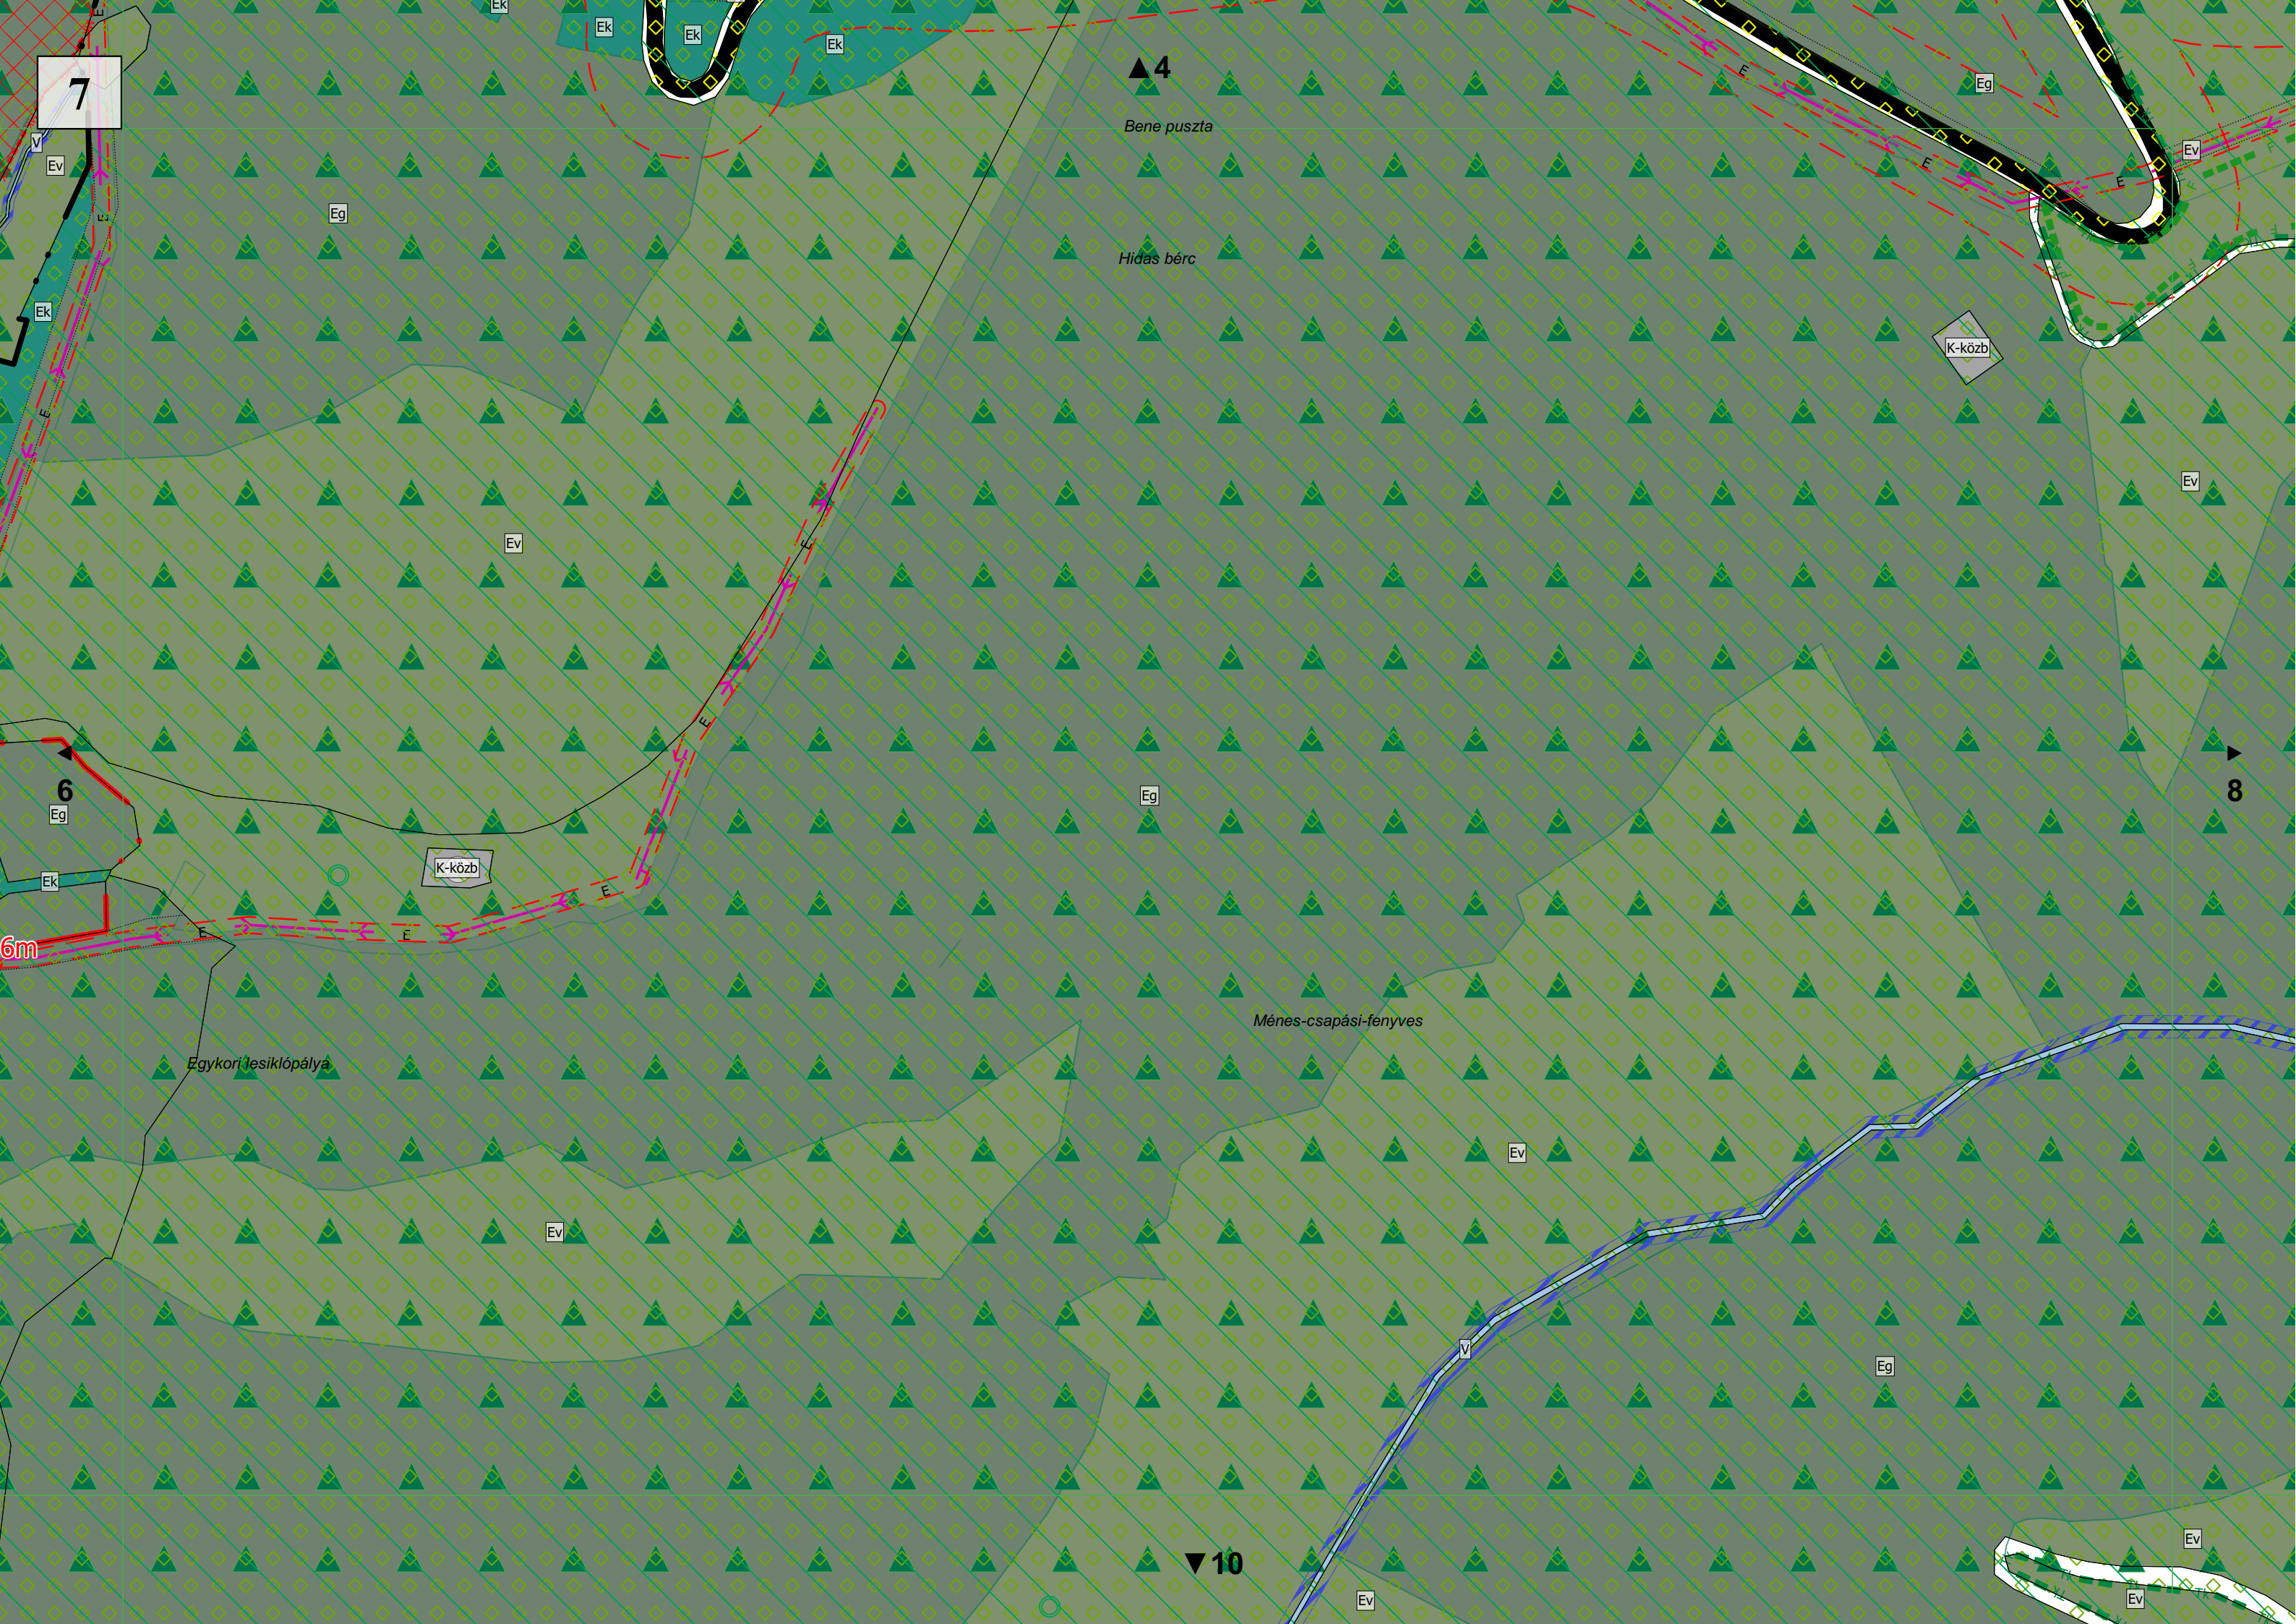 Ek
E
Ek
Ek
Ek
▲4
E
Eg
7
Bene puszta
V
Ev
E
Ev
E
Eg
E
Hidas bérc
Ek
K-közb
E
Ev
Ev
E
E
◄
►
6
8
Eg
Eg
K-közb
Ek
E
E
E
6m
Ménes-csapási-fenyves
Egykori lesiklópálya
Ev
Ev
V
Eg
Ev
▼10
Ev
Ev